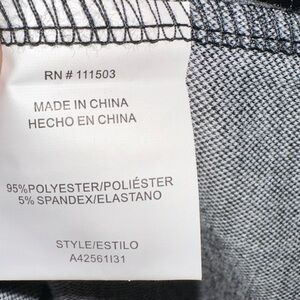 RN # 111503
MADE IN CHINA
HECHO EN CHINA
95%POLYESTER/POLIÉSTER
5% SPANDEX/ELASTANO
STYLE/ESTILO
A42561I31